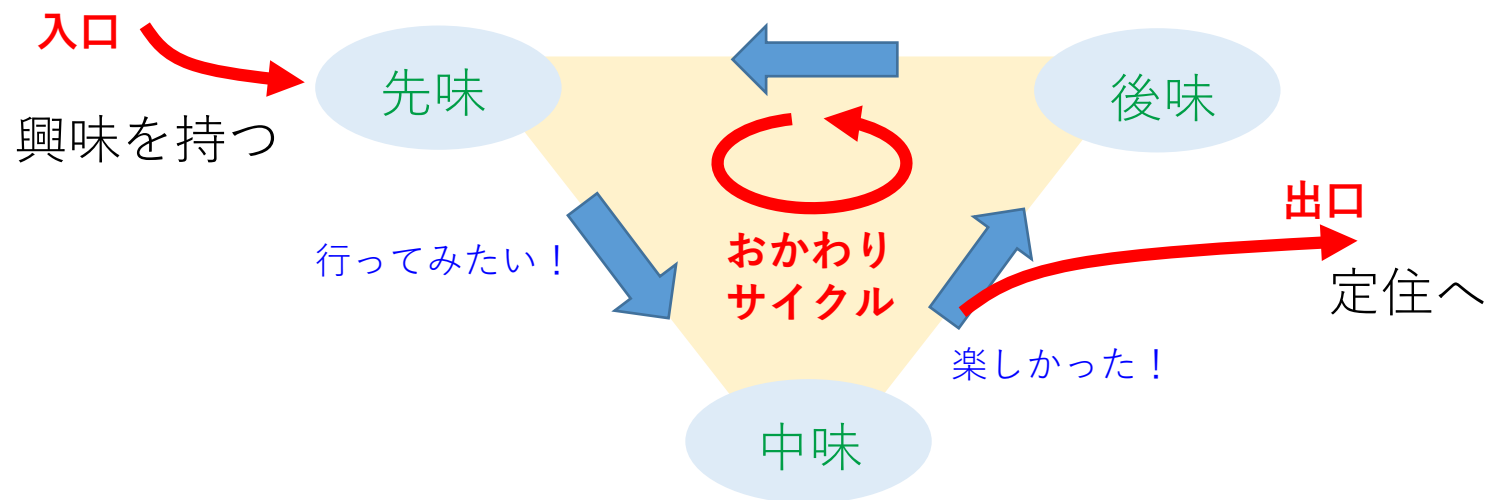 入口
先味
後味
興味を持つ
行ってみたい！
おかわり
サイクル
出口
定住へ
楽しかった！
中味